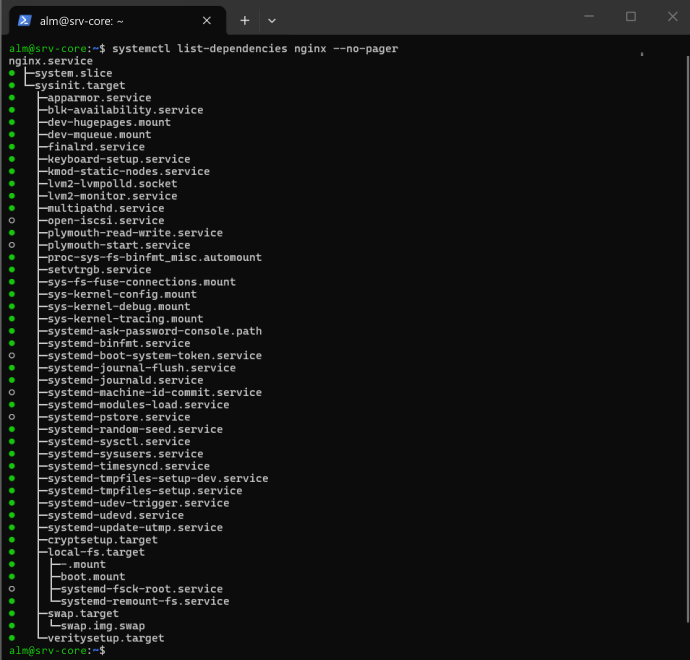 alm@srv-core: ~
alm@srv-core:~$ systemctl list-dependencies nginx --no-pager
nginx.service
● ├─system.slice
● └─sysinit.target
●   ├─apparmor.service
●   ├─blk-availability.service
●   ├─dev-hugepages.mount
●   ├─dev-mqueue.mount
●   ├─finalrd.service
●   ├─keyboard-setup.service
●   ├─kmod-static-nodes.service
●   ├─lvm2-lvmpolld.socket
●   ├─lvm2-monitor.service
●   ├─multipathd.service
○   ├─open-iscsi.service
●   ├─plymouth-read-write.service
○   ├─plymouth-start.service
●   ├─proc-sys-fs-binfmt_misc.automount
●   ├─setvtrgb.service
●   ├─sys-fs-fuse-connections.mount
●   ├─sys-kernel-config.mount
●   ├─sys-kernel-debug.mount
●   ├─sys-kernel-tracing.mount
●   ├─systemd-ask-password-console.path
●   ├─systemd-binfmt.service
○   ├─systemd-boot-system-token.service
●   ├─systemd-journal-flush.service
●   ├─systemd-journald.service
○   ├─systemd-machine-id-commit.service
●   ├─systemd-modules-load.service
○   ├─systemd-pstore.service
●   ├─systemd-random-seed.service
●   ├─systemd-sysctl.service
●   ├─systemd-sysusers.service
●   ├─systemd-timesyncd.service
●   ├─systemd-tmpfiles-setup-dev.service
●   ├─systemd-tmpfiles-setup.service
●   ├─systemd-udev-trigger.service
●   ├─systemd-udevd.service
●   ├─systemd-update-utmp.service
●   ├─cryptsetup.target
●   ├─local-fs.target
●   │ ├─-.mount
●   │ ├─boot.mount
○   │ ├─systemd-fsck-root.service
●   │ └─systemd-remount-fs.service
●   ├─swap.target
●   │ └─swap.img.swap
●   └─veritysetup.target
alm@srv-core:~$